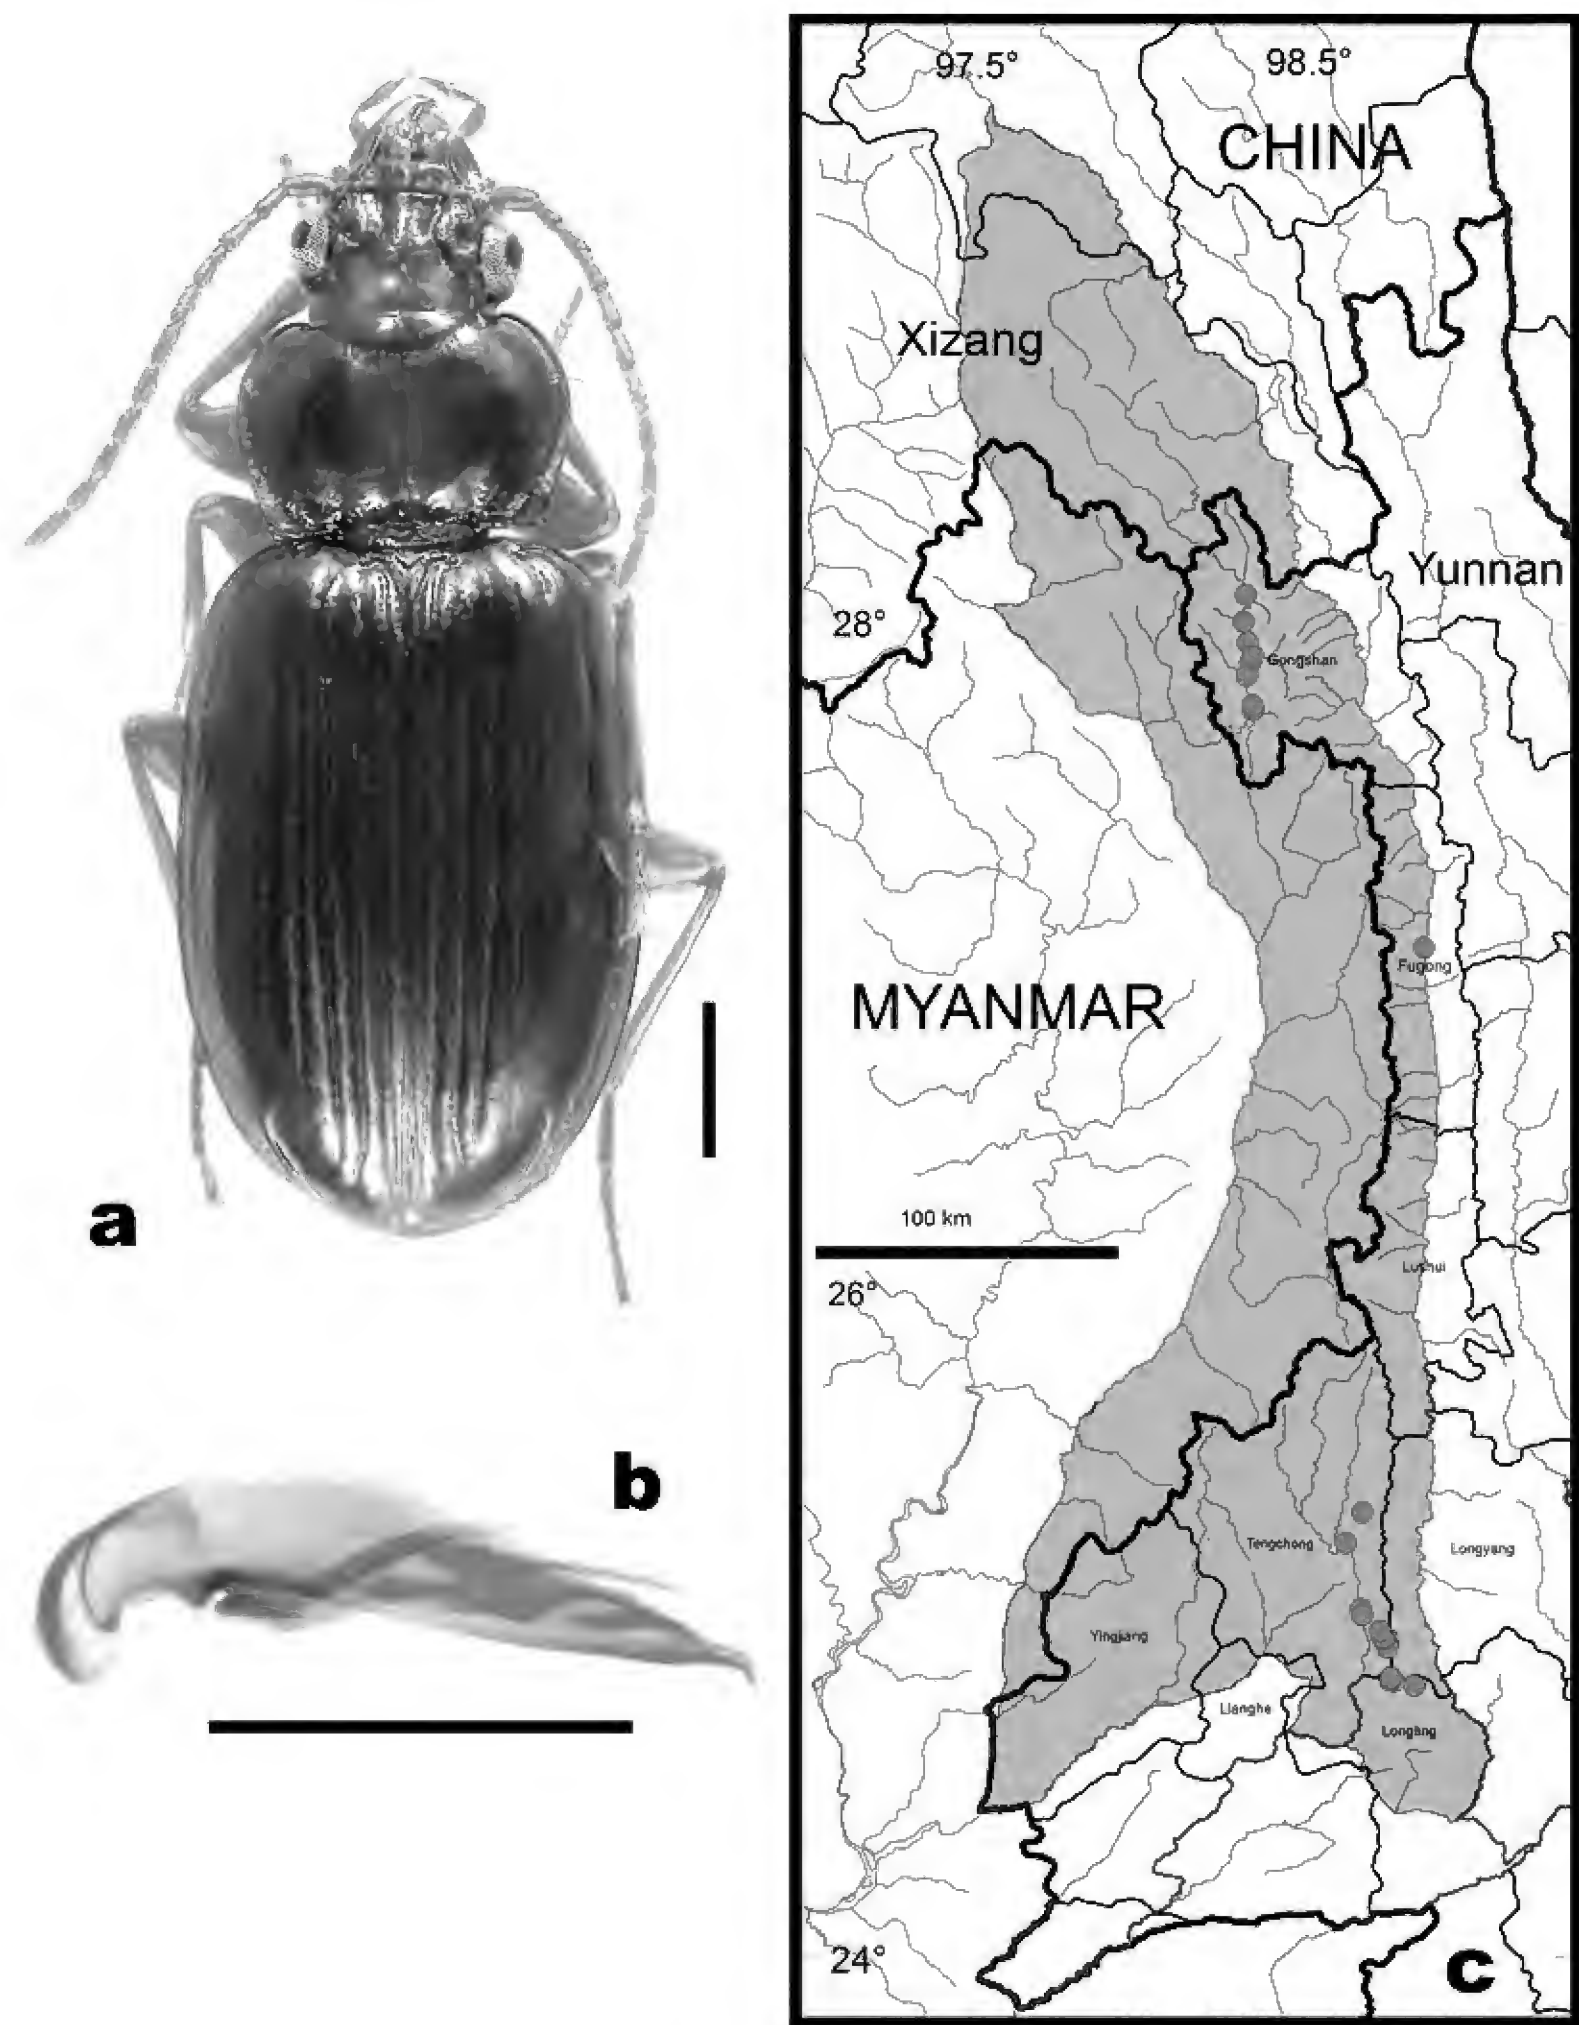 97.5°
98.5°
CHINA
Xizang
Yunnan
28°
Gongshan
Fugong
MYANMAR
a
100 km
Lushui
26°
b
Tengchong
Longyang
Yingjiang
Lianghe
Longling
24°
c